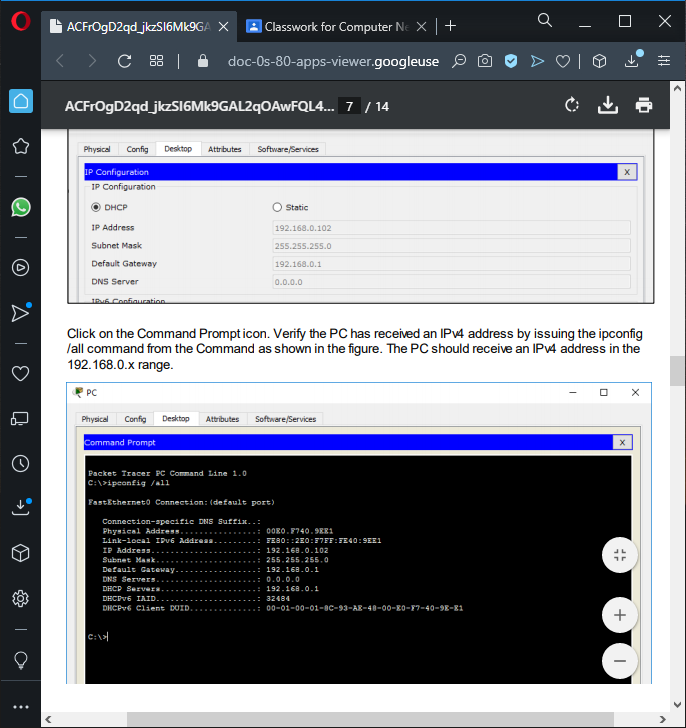 ACFrOgD2qd_jkzSI6Mk9GA
Classwork for Computer Ne
doc-0s-80-apps-viewer.googleuse
ACFrOgD2qd_jkzSI6Mk9GAL2qOAwFQL4... 7 / 14
Physical Config Desktop Attributes Software/Services
IP Configuration X
IP Configuration
DHCP Static
IP Address 192.168.0.102
Subnet Mask 255.255.255.0
Default Gateway 192.168.0.1
DNS Server 0.0.0.0
IPv6 Configuration
Click on the Command Prompt icon. Verify the PC has received an IPv4 address by issuing the ipconfig
/all command from the Command as shown in the figure. The PC should receive an IPv4 address in the
192.168.0.x range.
PC
Physical Config Desktop Attributes Software/Services
Command Prompt X
Packet Tracer PC Command Line 1.0
C:\>ipconfig /all
FastEthernet0 Connection:(default port)
Connection-specific DNS Suffix..:
Physical Address................: 00E0.F740.9EE1
Link-local IPv6 Address.........: FE80::2E0:F7FF:FE40:9EE1
IP Address......................: 192.168.0.102
Subnet Mask.....................: 255.255.255.0
Default Gateway.................: 192.168.0.1
DNS Servers.....................: 0.0.0.0
DHCP Servers....................: 192.168.0.1
DHCPv6 IAID.....................: 32484
DHCPv6 Client DUID..............: 00-01-00-01-8C-93-AE-48-00-E0-F7-40-9E-E1
C:\>